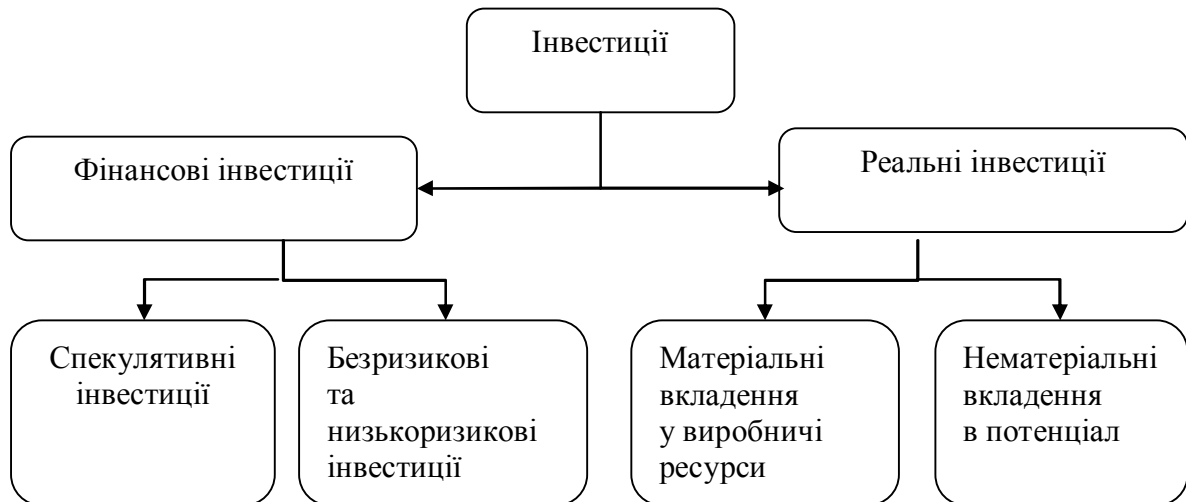 Інвестиції
Фінансові інвестиції
Реальні інвестиції
Спекулятивні
інвестиції
Безризикові
та
низькоризикові
інвестиції
Матеріальні
вкладення
у виробничі
ресурси
Нематеріальні
вкладення
в потенціал